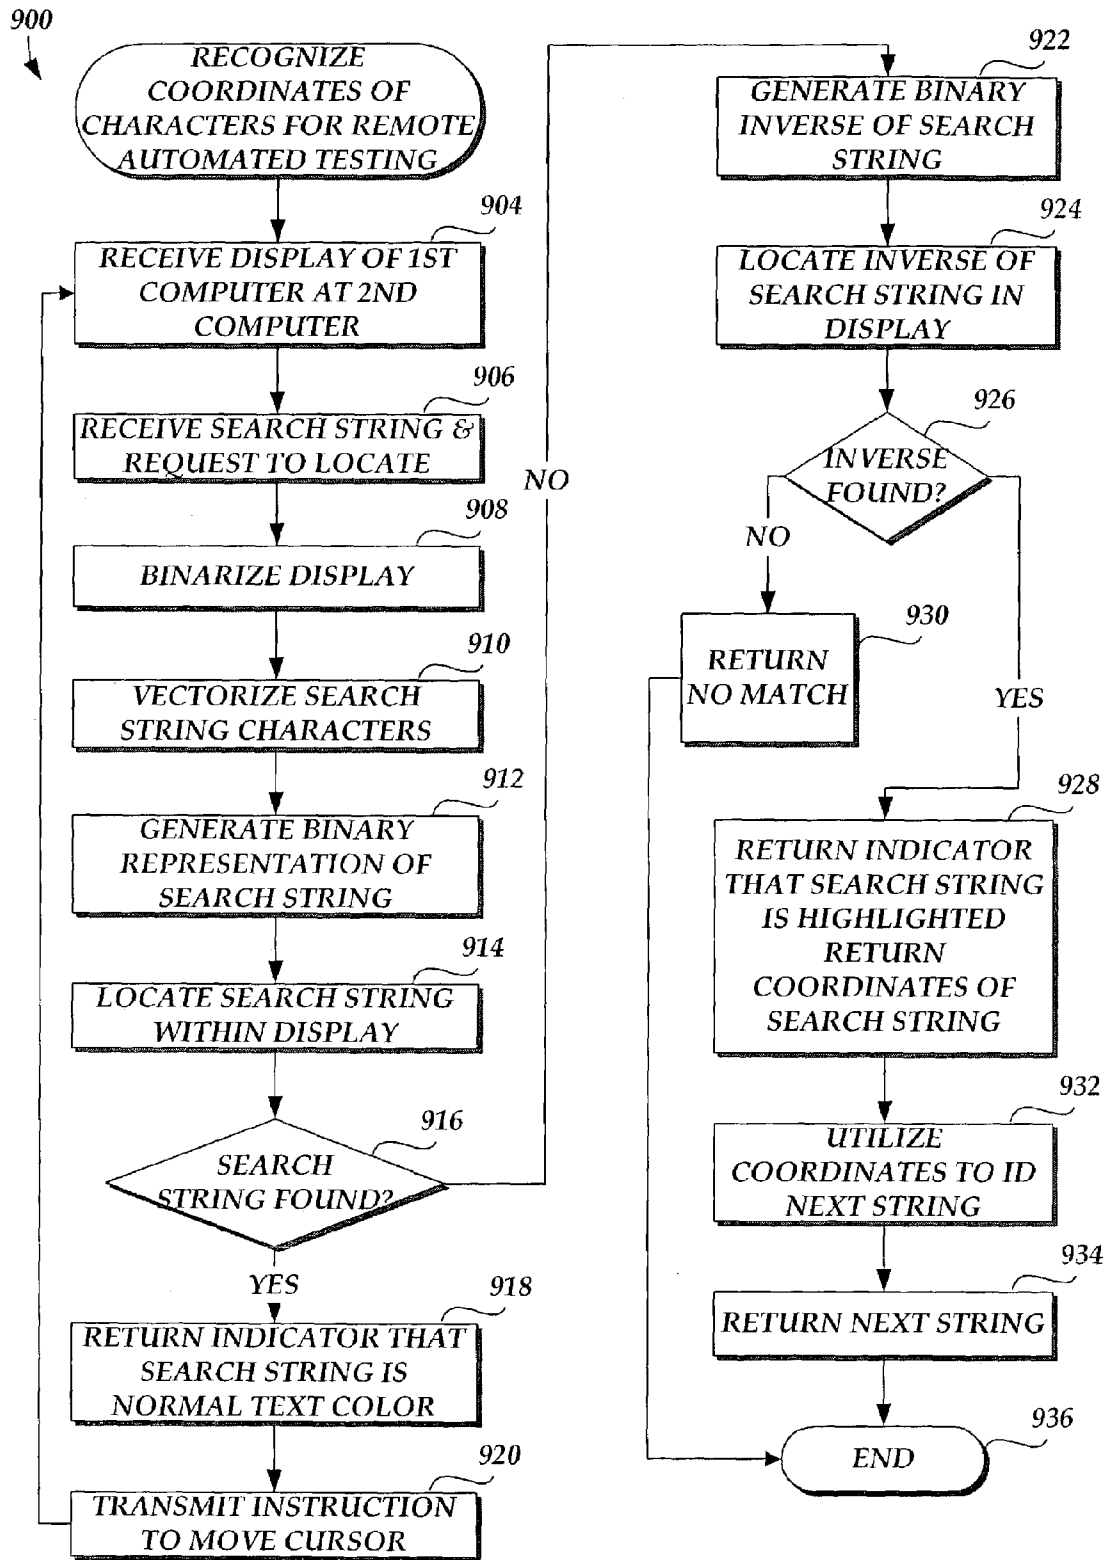 900
RECOGNIZE
COORDINATES OF
CHARACTERS FOR REMOTE
AUTOMATED TESTING
904
RECEIVE DISPLAY OF 1ST
COMPUTER AT 2ND
COMPUTER
906
RECEIVE SEARCH STRING &
REQUEST TO LOCATE
908
BINARIZE DISPLAY
910
VECTORIZE SEARCH
STRING CHARACTERS
912
GENERATE BINARY
REPRESENTATION OF
SEARCH STRING
914
LOCATE SEARCH STRING
WITHIN DISPLAY
916
SEARCH
STRING FOUND?
NO
YES
918
RETURN INDICATOR THAT
SEARCH STRING IS
NORMAL TEXT COLOR
920
TRANSMIT INSTRUCTION
TO MOVE CURSOR
922
GENERATE BINARY
INVERSE OF SEARCH
STRING
924
LOCATE INVERSE OF
SEARCH STRING IN
DISPLAY
926
INVERSE
FOUND?
NO
930
RETURN
NO MATCH
YES
928
RETURN INDICATOR
THAT SEARCH STRING
IS HIGHLIGHTED
RETURN
COORDINATES OF
SEARCH STRING
932
UTILIZE
COORDINATES TO ID
NEXT STRING
934
RETURN NEXT STRING
936
END